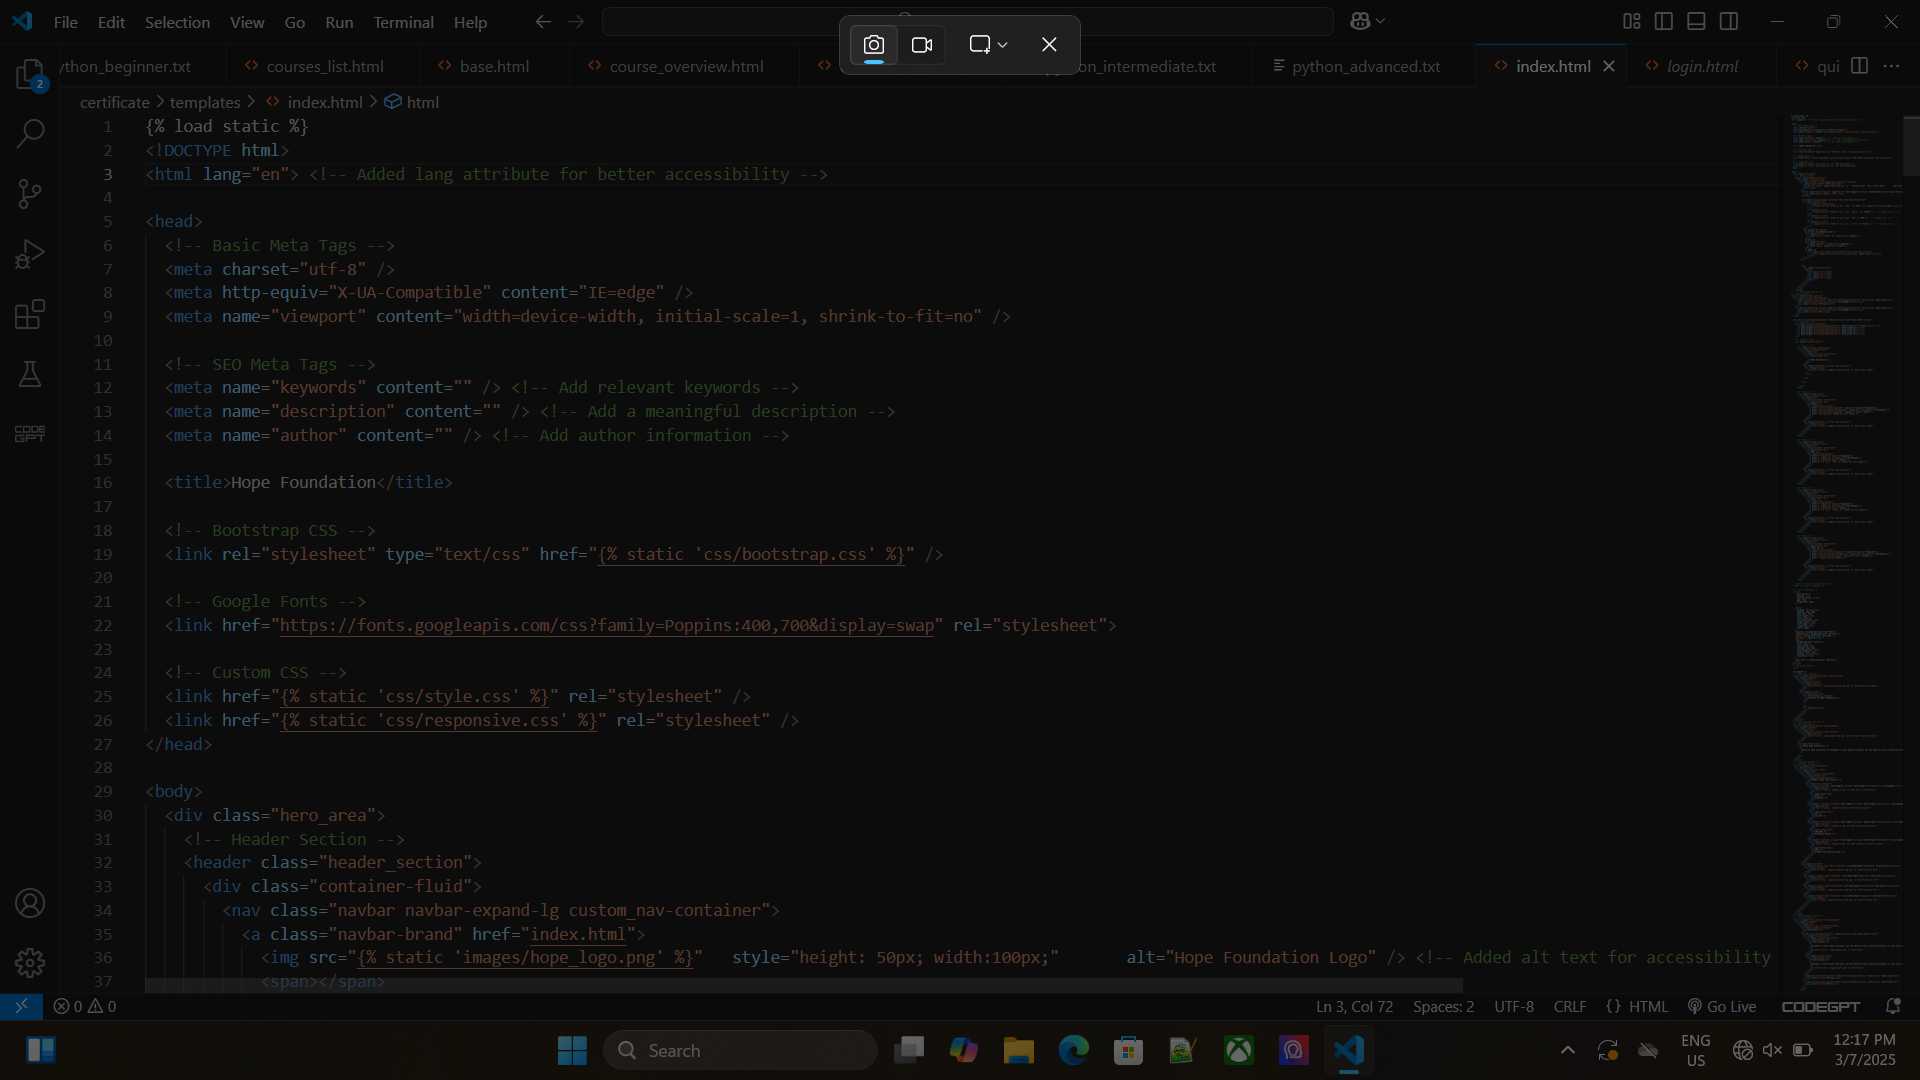 File Edit Selection View Go Run Terminal Help
2
ython_beginner.txt courses_list.html base.html course_overview.html on_intermediate.txt python_advanced.txt index.html login.html qui
certificate templates index.html html
1 {% load static %}
2 <!DOCTYPE html>
3 <html lang="en"> <!-- Added lang attribute for better accessibility -->
4
5 <head>
6 <!-- Basic Meta Tags -->
7 <meta charset="utf-8" />
8 <meta http-equiv="X-UA-Compatible" content="IE=edge" />
9 <meta name="viewport" content="width=device-width, initial-scale=1, shrink-to-fit=no" />
10
11 <!-- SEO Meta Tags -->
12 <meta name="keywords" content="" /> <!-- Add relevant keywords -->
13 <meta name="description" content="" /> <!-- Add a meaningful description -->
14 <meta name="author" content="" /> <!-- Add author information -->
15
16 <title>Hope Foundation</title>
17
18 <!-- Bootstrap CSS -->
19 <link rel="stylesheet" type="text/css" href="{% static 'css/bootstrap.css' %}" />
20
21 <!-- Google Fonts -->
22 <link href="https://fonts.googleapis.com/css?family=Poppins:400,700&display=swap" rel="stylesheet">
23
24 <!-- Custom CSS -->
25 <link href="{% static 'css/style.css' %}" rel="stylesheet" />
26 <link href="{% static 'css/responsive.css' %}" rel="stylesheet" />
27 </head>
28
29 <body>
30 <div class="hero_area">
31 <!-- Header Section -->
32 <header class="header_section">
33 <div class="container-fluid">
34 <nav class="navbar navbar-expand-lg custom_nav-container">
35 <a class="navbar-brand" href="index.html">
36 <img src="{% static 'images/hope_logo.png' %}" style="height: 50px; width:100px;" alt="Hope Foundation Logo" /> <!-- Added alt text for accessibility
37 <span></span>
CODE
GPT
0 0 Ln 3, Col 72 Spaces: 2 UTF-8 CRLF {} HTML Go Live CODEGPT
Search
ENG
US
12:17 PM
3/7/2025